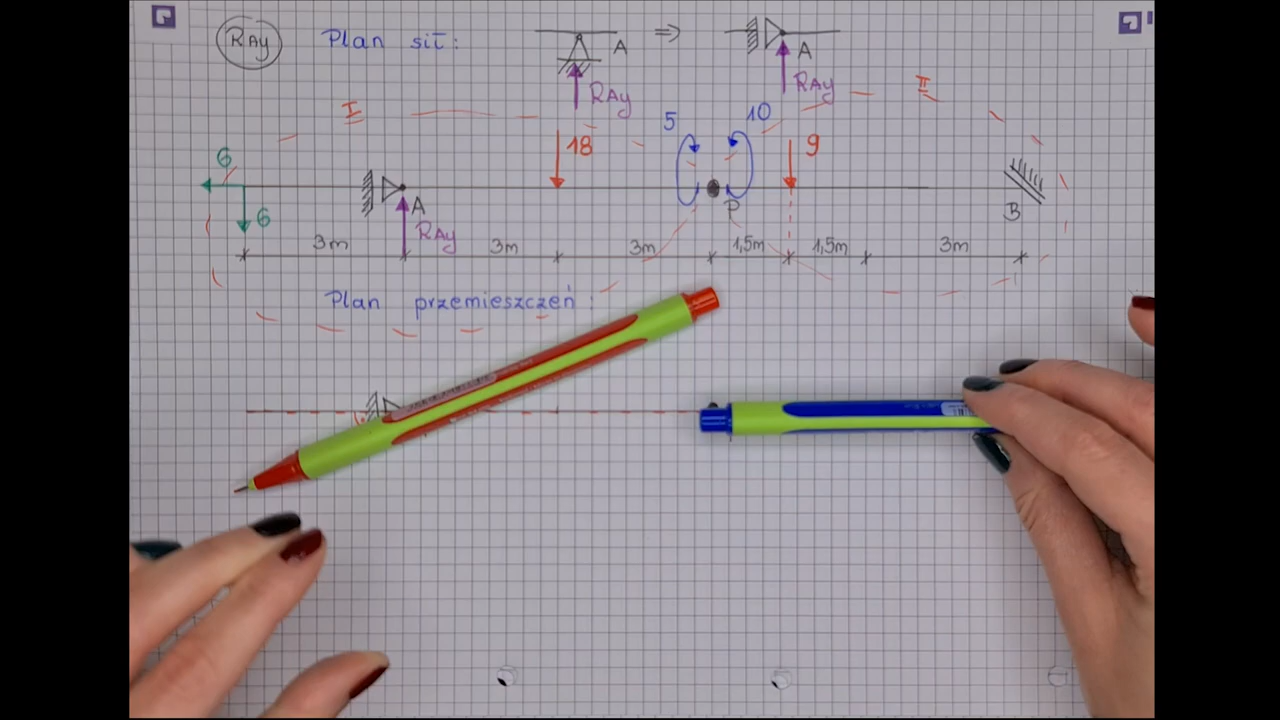 RAy Plan sił: A ⇒ A
RAy RAy
I II
5 10
6 18 9
A P B
6 RAy
3m 3m 3m 1,5m 1,5m 3m
Plan przemieszczeń: